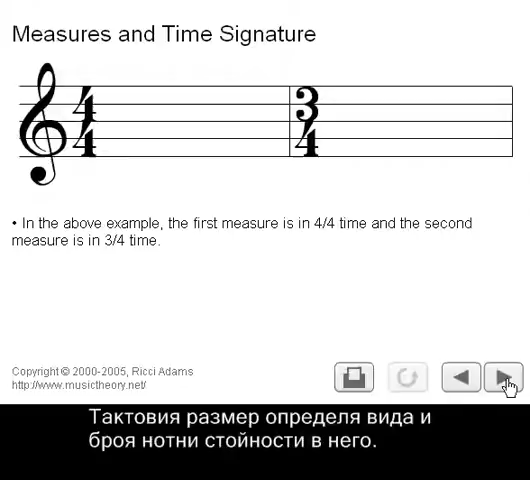 Measures and Time Signature
4 3
4 4
• In the above example, the first measure is in 4/4 time and the second
measure is in 3/4 time.
Copyright © 2000-2005, Ricci Adams
http://www.musictheory.net/
Тактовия размер определя вида и
броя нотни стойности в него.